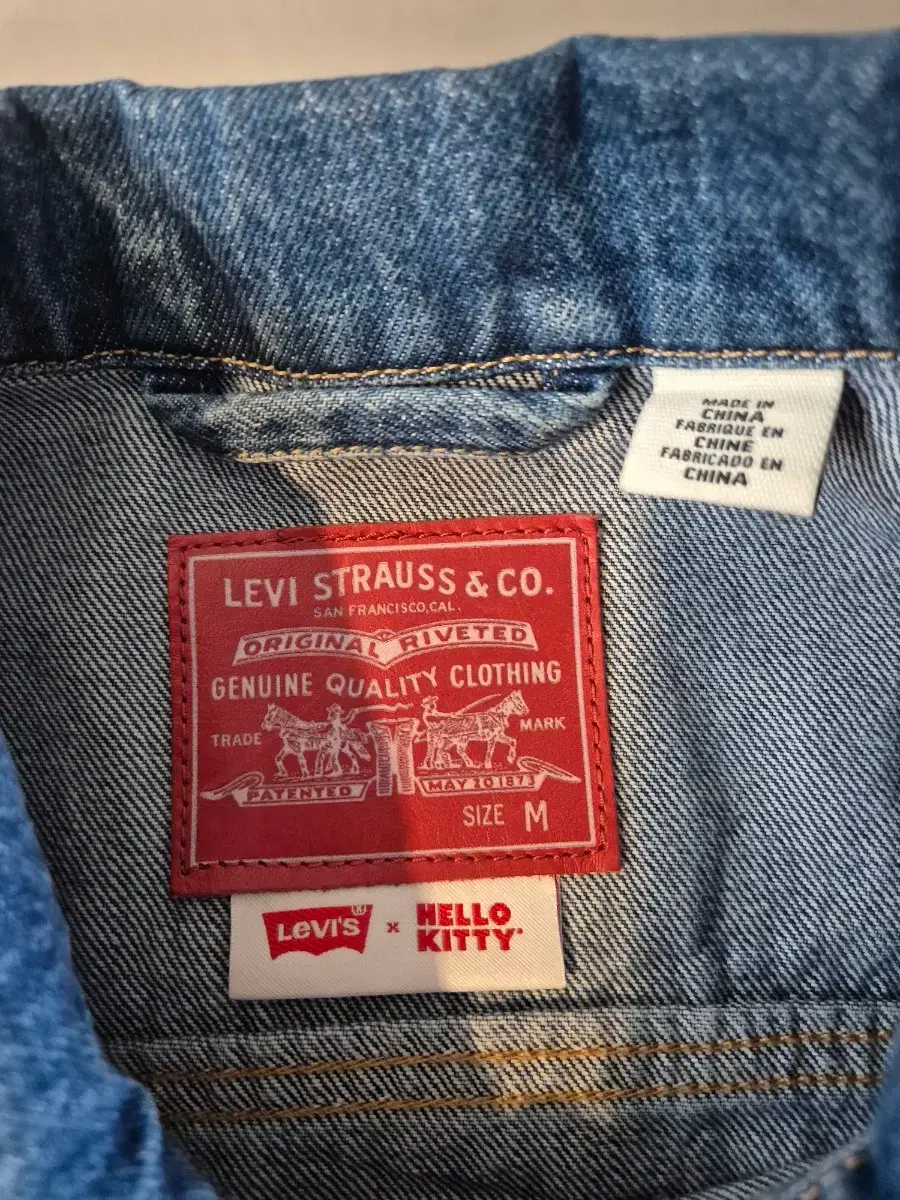 MADE IN
CHINA
FABRIQUE EN
CHINE
FABRICADO EN
CHINA
LEVI STRAUSS & CO.
SAN FRANCISCO, CAL.
ORIGINAL RIVETED
GENUINE QUALITY CLOTHING
TRADE MARK
PATENTED MAY 20 1873
SIZE M
LEVI'S ® x HELLO
KITTY